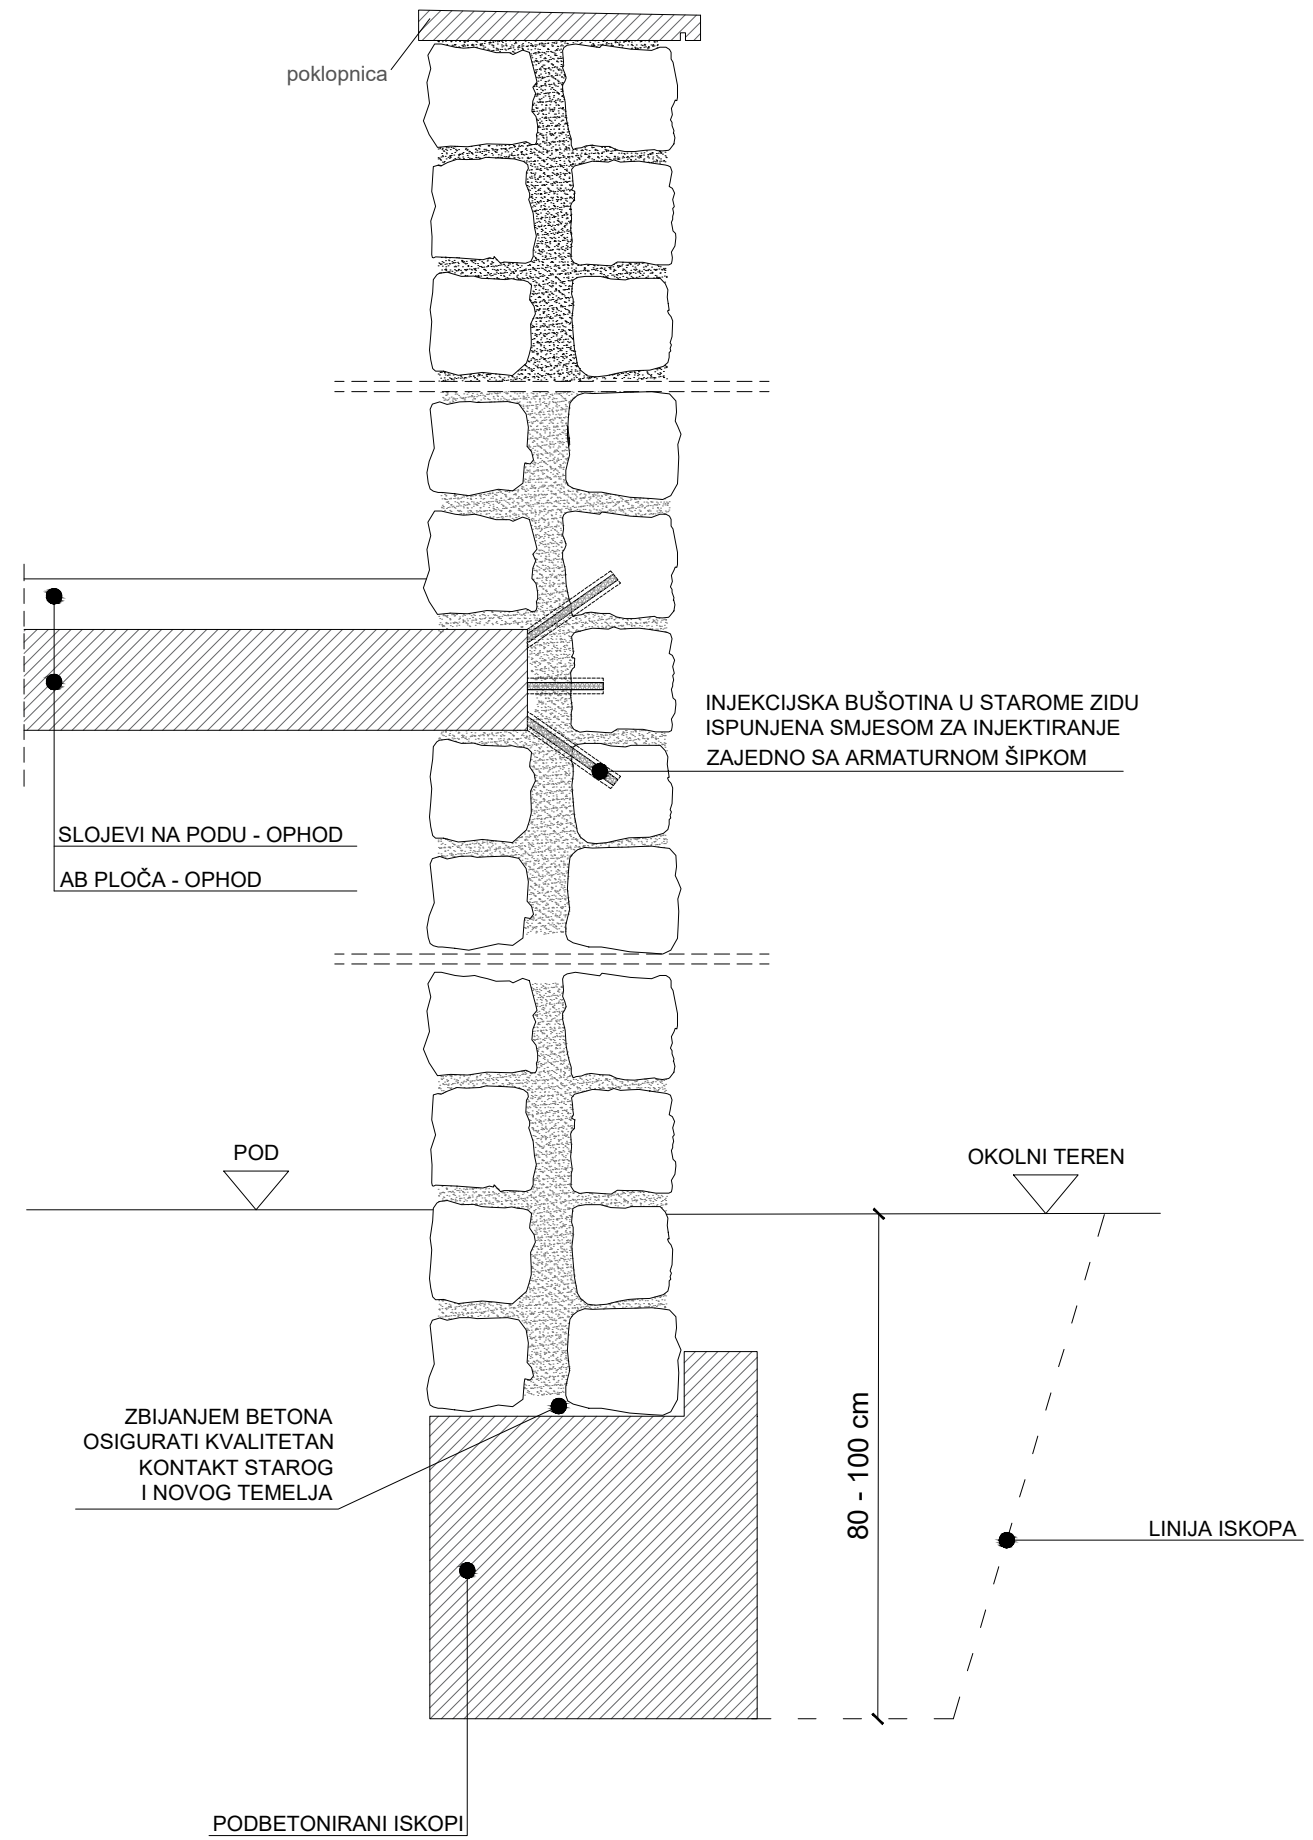 poklopnica
INJEKCIJSKA BUŠOTINA U STAROME ZIDU
ISPUNJENA SMJESOM ZA INJEKTIRANJE
ZAJEDNO SA ARMATURNOM ŠIPKOM
SLOJEVI NA PODU - OPHOD
AB PLOČA - OPHOD
POD
OKOLNI TEREN
ZBIJANJEM BETONA
OSIGURATI KVALITETAN
KONTAKT STAROG
I NOVOG TEMELJA
80 - 100 cm
LINIJA ISKOPA
PODBETONIRANI ISKOPI